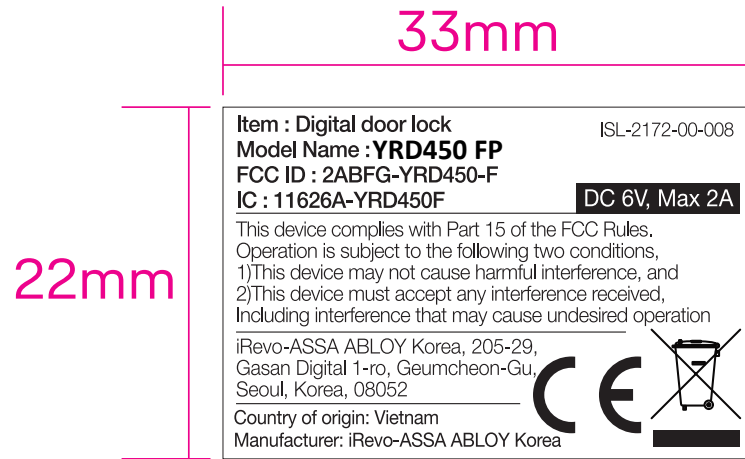 33mm
22mm
Item : Digital door lock
ISL-2172-00-008
Model Name : YRD450 FP
FCC ID : 2ABFG-YRD450-F
IC : 11626A-YRD450F
DC 6V, Max 2A
This device complies with Part 15 of the FCC Rules.
Operation is subject to the following two conditions,
1)This device may not cause harmful interference, and
2)This device must accept any interference received,
Including interference that may cause undesired operation
iRevo-ASSA ABLOY Korea, 205-29,
Gasan Digital 1-ro, Geumcheon-Gu,
Seoul, Korea, 08052
CE
Country of origin: Vietnam
Manufacturer: iRevo-ASSA ABLOY Korea